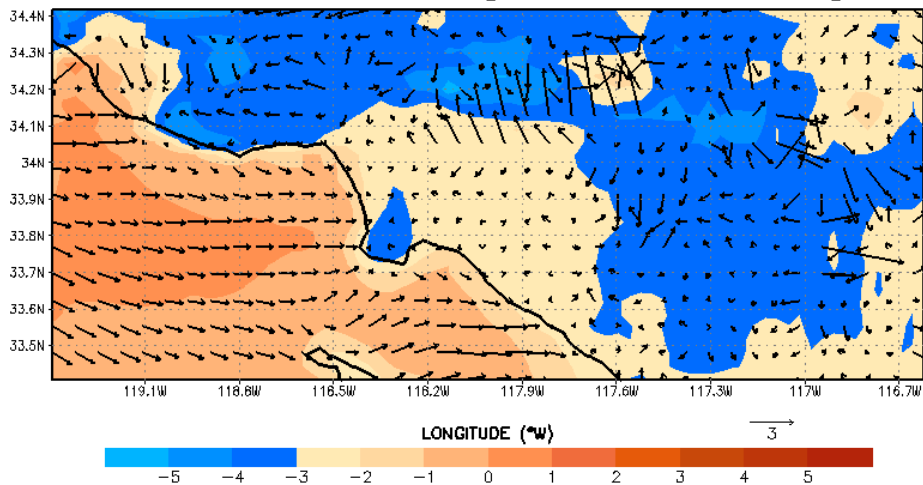 34.4N
34.3N
34.2N
34.1N
34N
33.9N
33.8N
33.7N
33.6N
33.5N
119.1W 118.8W 118.5W 118.2W 117.9W 117.6W 117.3W 117W 116.7W
LONGITUDE (°W)
3
-5 -4 -3 -2 -1 0 1 2 3 4 5